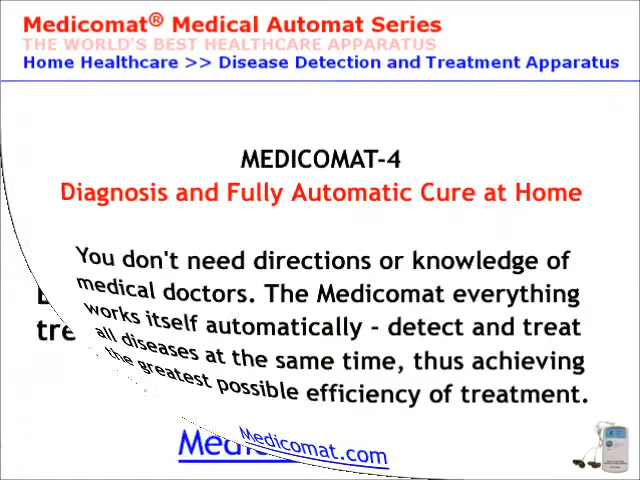 Medicomat® Medical Automat Series
THE WORLD'S BEST HEALTHCARE APPARATUS
Home Healthcare >> Disease Detection and Treatment Apparatus
MEDICOMAT-4
Diagnosis and Fully Automatic Cure at Home
You don't need directions or knowledge of
medical doctors. The Medicomat everything
works itself automatically - detect and treat
all diseases at the same time, thus achieving
the greatest possible efficiency of treatment.
Medicomat.com